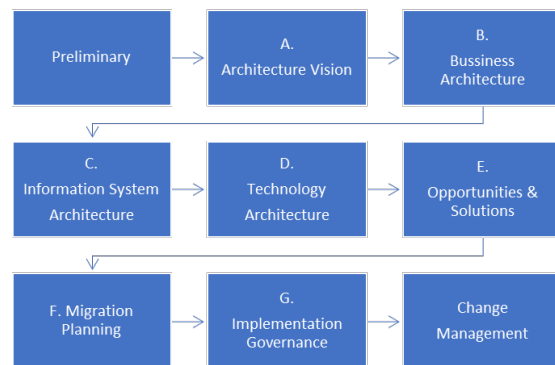 Preliminary
A.
Architecture Vision
B.
Bussiness
Architecture
C.
Information System
Architecture
D.
Technology
Architecture
E.
Opportunities &
Solutions
F. Migration
Planning
G.
Implementation
Governance
Change
Management